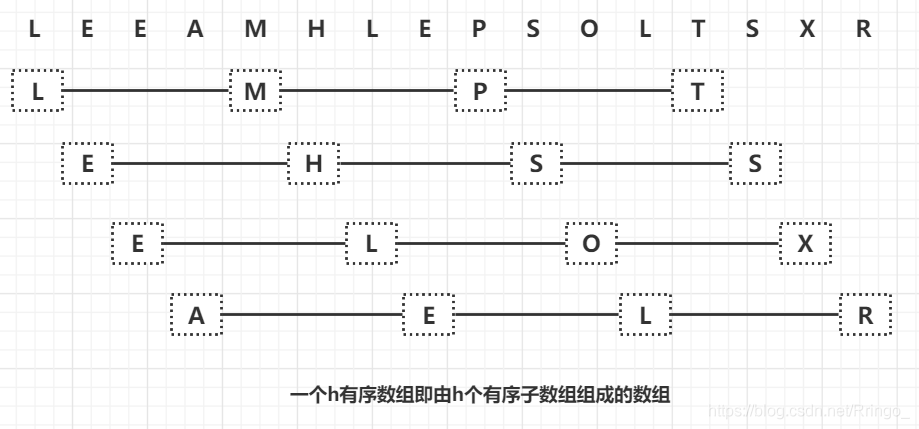 L E E A M H L E P S O L T S X R
L M P T
E H S S
E L O X
A E L R
一个h有序数组即由h个有序子数组组成的数组
https://blog.csdn.net/Rringo_